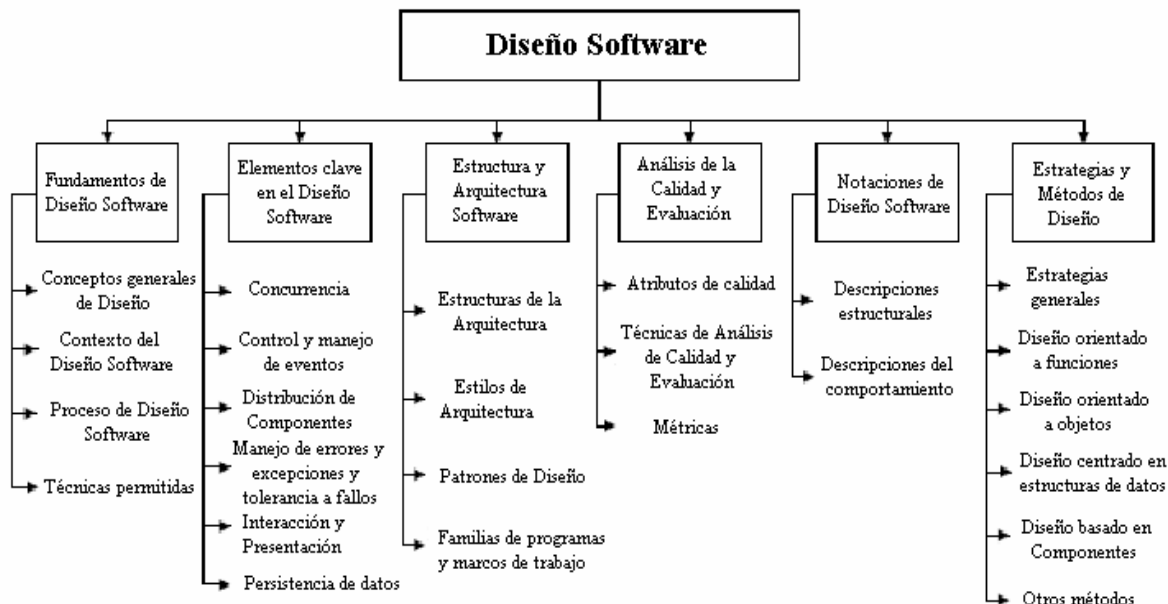 Diseño Software
Fundamentos de
Diseño Software
Conceptos generales
de Diseño
Contexto del
Diseño Software
Proceso de Diseño
Software
Técnicas permitidas
Elementos clave
en el Diseño
Software
Concurrencia
Control y manejo
de eventos
Distribución de
Componentes
Manejo de errores y
excepciones y
tolerancia a fallos
Interacción y
Presentación
Persistencia de datos
Estructura y
Arquitectura
Software
Estructuras de la
Arquitectura
Estilos de
Arquitectura
Patrones de Diseño
Familias de programas
y marcos de trabajo
Análisis de la
Calidad y
Evaluación
Atributos de calidad
Técnicas de Análisis
de Calidad y
Evaluación
Métricas
Notaciones de
Diseño Software
Descripciones
estructurales
Descripciones del
comportamiento
Estrategias y
Métodos de
Diseño
Estrategias
generales
Diseño orientado
a funciones
Diseño orientado
a objetos
Diseño centrado en
estructuras de datos
Diseño basado en
Componentes
Otros métodos